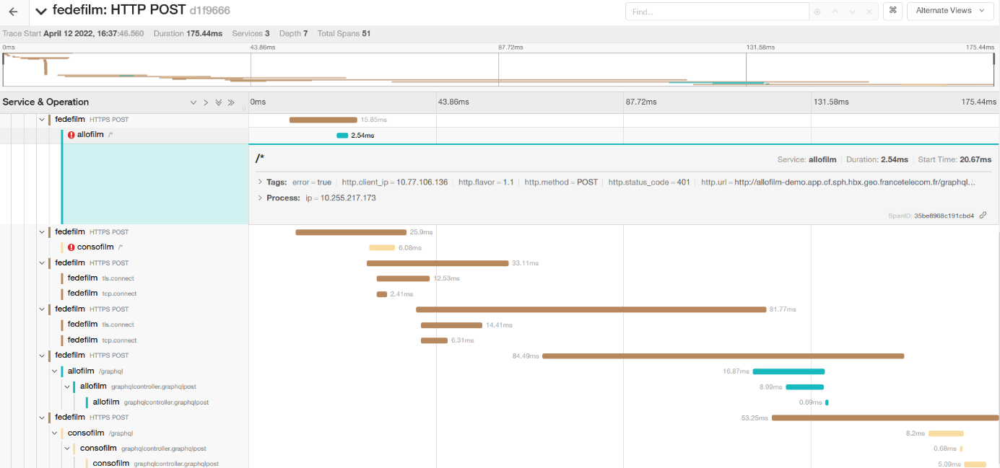 fedefilm: HTTP POST d1f9666
Find...
⌘
Alternate Views
Trace Start April 12 2022, 16:37:46.560 Duration 175.44ms Services 3 Depth 7 Total Spans 51
0ms 43.86ms 87.72ms 131.58ms 175.44ms
Service & Operation 0ms 43.86ms 87.72ms 131.58ms 175.44ms
fedefilm HTTPS POST 15.85ms
allofilm /* 2.54ms
/* Service: allofilm Duration: 2.54ms Start Time: 20.67ms
Tags: error = true http.client_ip = 10.77.106.136 http.flavor = 1.1 http.method = POST http.status_code = 401 http.url = http://allofilm-demo.app.cf.sph.hbx.geo.francetelecom.fr/graphql...
Process: ip = 10.255.217.173
SpanID: 35be8968c191cbd4
fedefilm HTTPS POST 25.9ms
consofilm /* 6.08ms
fedefilm HTTPS POST 33.11ms
fedefilm tls.connect 12.53ms
fedefilm tcp.connect 2.41ms
fedefilm HTTPS POST 81.77ms
fedefilm tls.connect 14.41ms
fedefilm tcp.connect 6.31ms
fedefilm HTTPS POST 84.49ms
allofilm /graphql 16.87ms
allofilm graphqlcontroller.graphqlpost 8.99ms
allofilm graphqlcontroller.graphqlpost 0.69ms
fedefilm HTTPS POST 53.25ms
consofilm /graphql 8.2ms
consofilm graphqlcontroller.graphqlpost 0.68ms
consofilm graphqlcontroller.graphqlpost 5.09ms